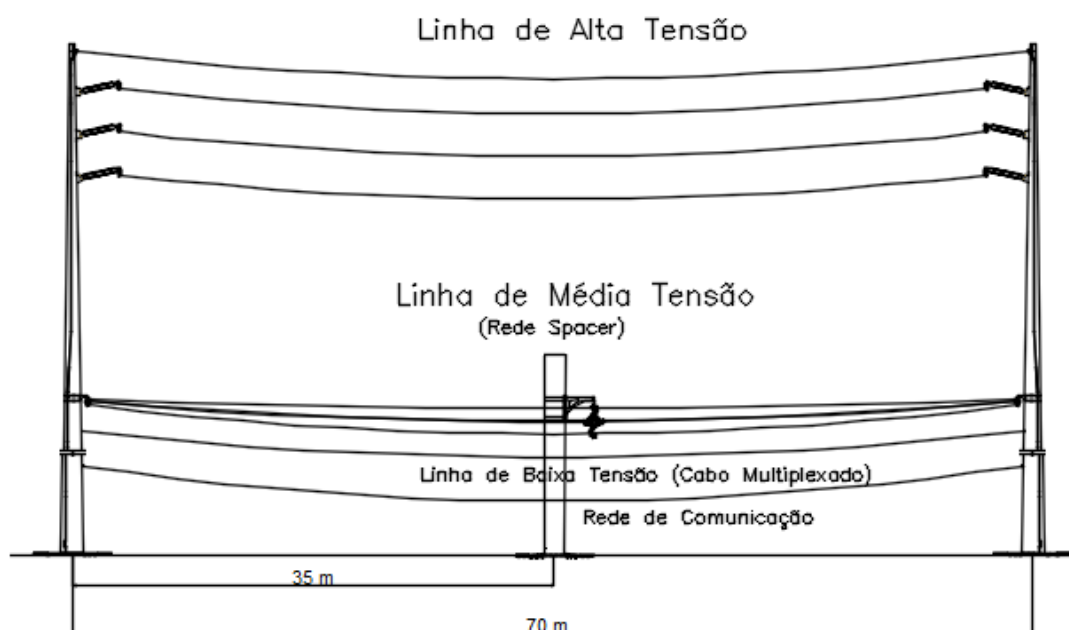 Linha de Alta Tensão
Linha de Média Tensão
(Rede Spacer)
Linha de Baixa Tensão (Cabo Multiplexado)
Rede de Comunicação
35 m
70 m